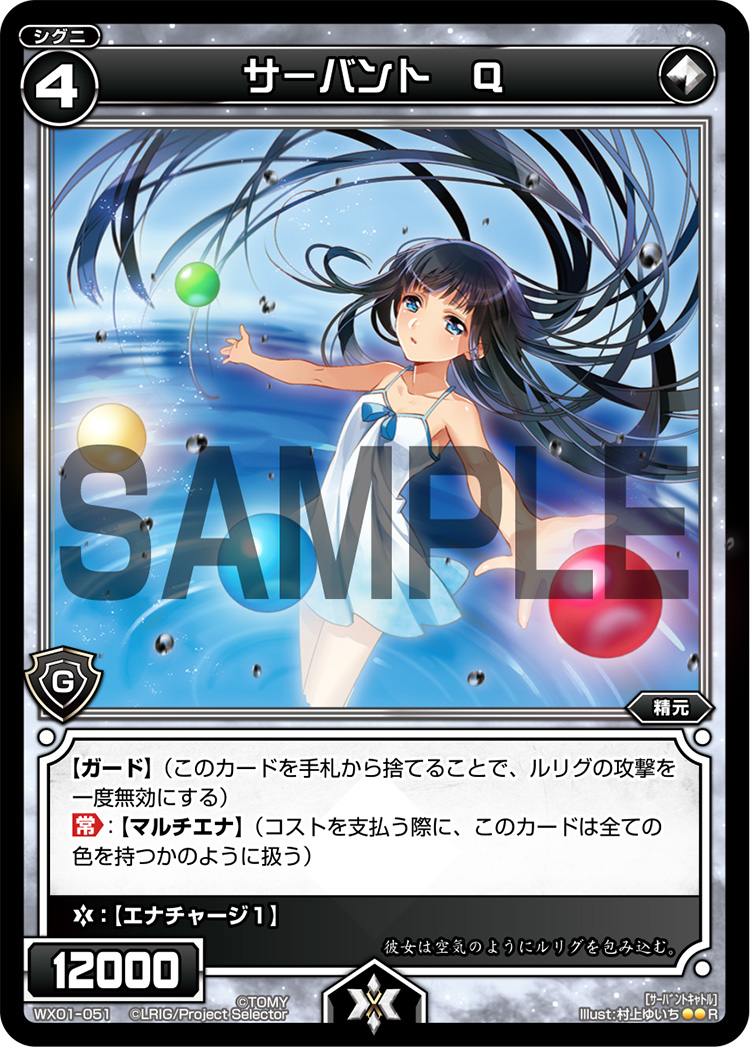 シグニ
4
サーバント Q
SAMPLE
G
精元
【ガード】（このカードを手札から捨てることで、ルリグの攻撃を
一度無効にする）
常：【マルチエナ】（コストを支払う際に、このカードは全ての
色を持つかのように扱う）
：【エナチャージ１】
彼女は空気のようにルリグを包み込む。
12000
©TOMY
[サーバントキャトル]
WX01-051 ©LRIG/Project Selector
Illust:村上ゆいち R